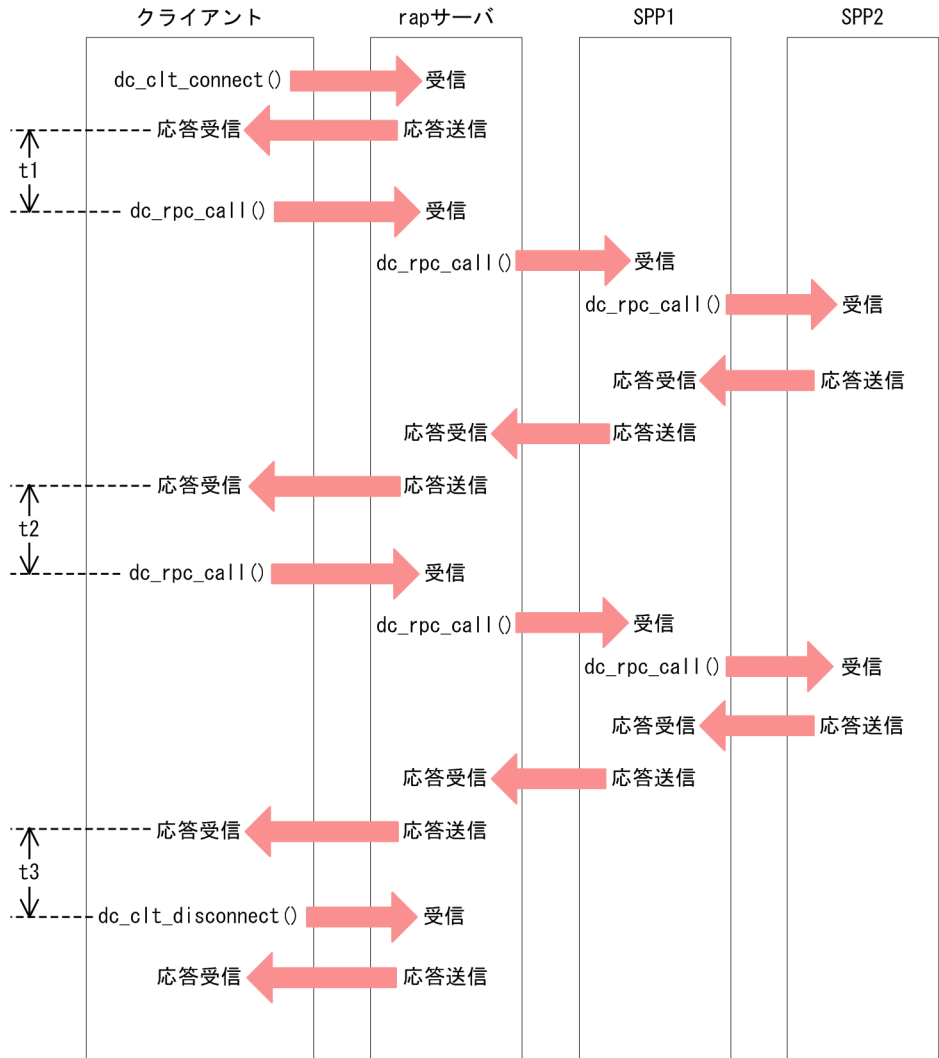 クライアント rapサーバ SPP1 SPP2
dc_clt_connect() 受信
応答受信 応答送信
t1
dc_rpc_call() 受信
dc_rpc_call() 受信
dc_rpc_call() 受信
応答受信 応答送信
応答受信 応答送信
応答受信 応答送信
t2
dc_rpc_call() 受信
dc_rpc_call() 受信
dc_rpc_call() 受信
応答受信 応答送信
応答受信 応答送信
応答受信 応答送信
t3
dc_clt_disconnect() 受信
応答受信 応答送信